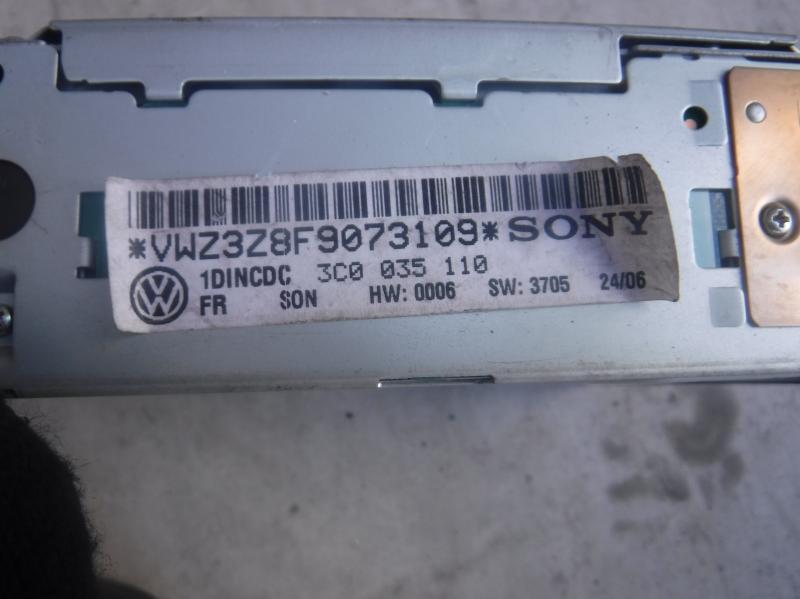 *VWZ3Z8F9073109* SONY
1DINCDC 3C0 035 110
FR SON HW: 0006 SW: 3705 24/06